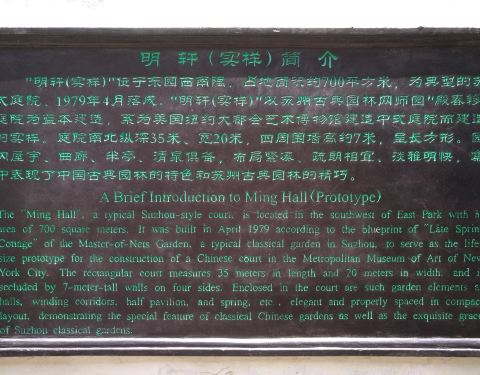 明 轩（实样）简 介
"明轩（实样）"位于东园西南隅，占地面积约700平方米，为典型的苏
式庭院，1979年4月落成。"明轩（实样）"以苏州古典园林网师园"殿春簃"
庭院为蓝本建造，系为美国纽约大都会艺术博物馆建造中式庭院而建造
的实样。庭院南北纵深35米、宽20米，四周围墙高约7米，呈长方形。园
内屋宇、曲廊、半亭、清泉俱备，布局紧凑，疏朗相宜，淡雅明快，集
中表现了中国古典园林的特色和苏州古典园林的精巧。
A Brief Introduction to Ming Hall (Prototype)
The "Ming Hall", a typical Suzhou-style court, is located in the southwest of East Park with
area of 700 square meters. It was built in April 1979 according to the blueprint of "Late Spring
Cottage" of the Master-of-Nets Garden, a typical classical garden in Suzhou, to serve as the life-
size prototype for the construction of a Chinese court in the Metropolitan Museum of Art of New
York City. The rectangular court measures 35 meters in length and 20 meters in width, and i
secluded by 7-meter-tall walls on four sides. Enclosed in the court are such garden elements a
halls, winding corridors, half pavilion, and spring, etc., elegant and properly spaced in compac
layout, demonstrating the special feature of classical Chinese gardens as well as the exquisite grace
of Suzhou classical gardens.